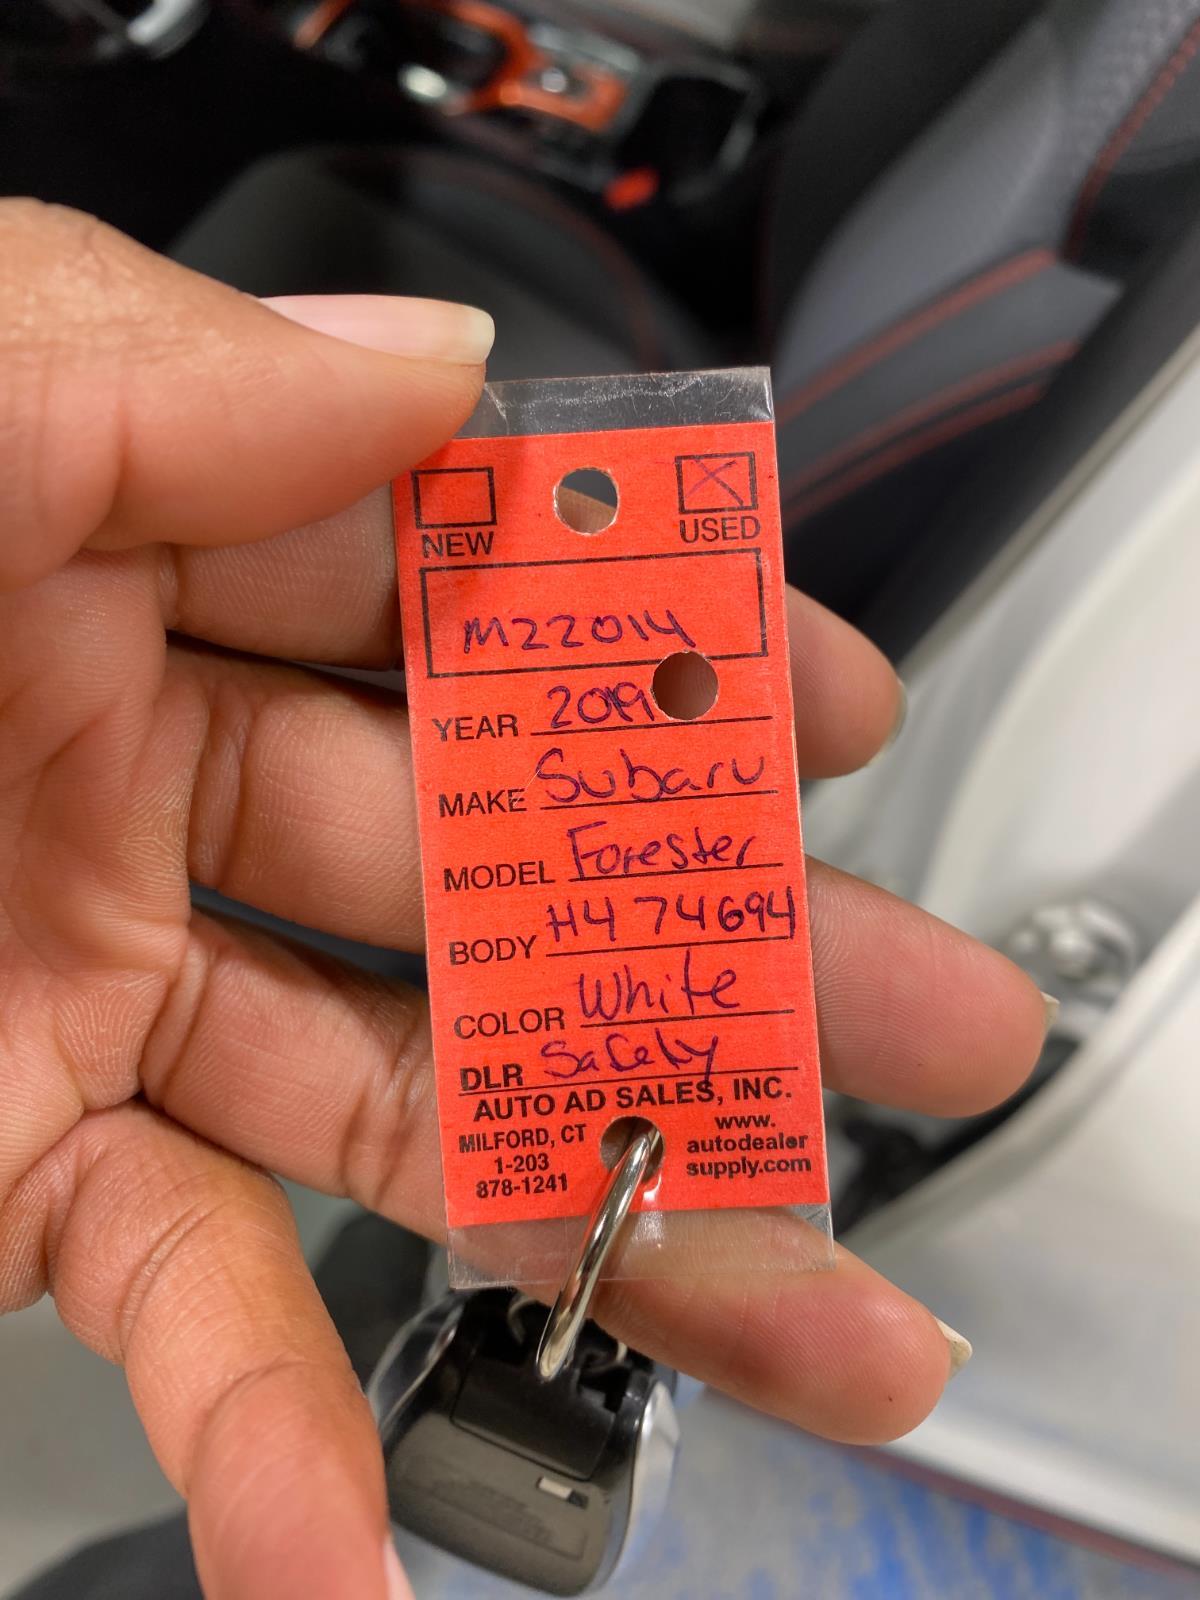 NEW USED
M22014
YEAR 2019
MAKE Subaru
MODEL Forester
BODY H474694
COLOR White
DLR Safety
AUTO AD SALES, INC.
MILFORD, CT
1-203
878-1241
www.
autodealer
supply.com